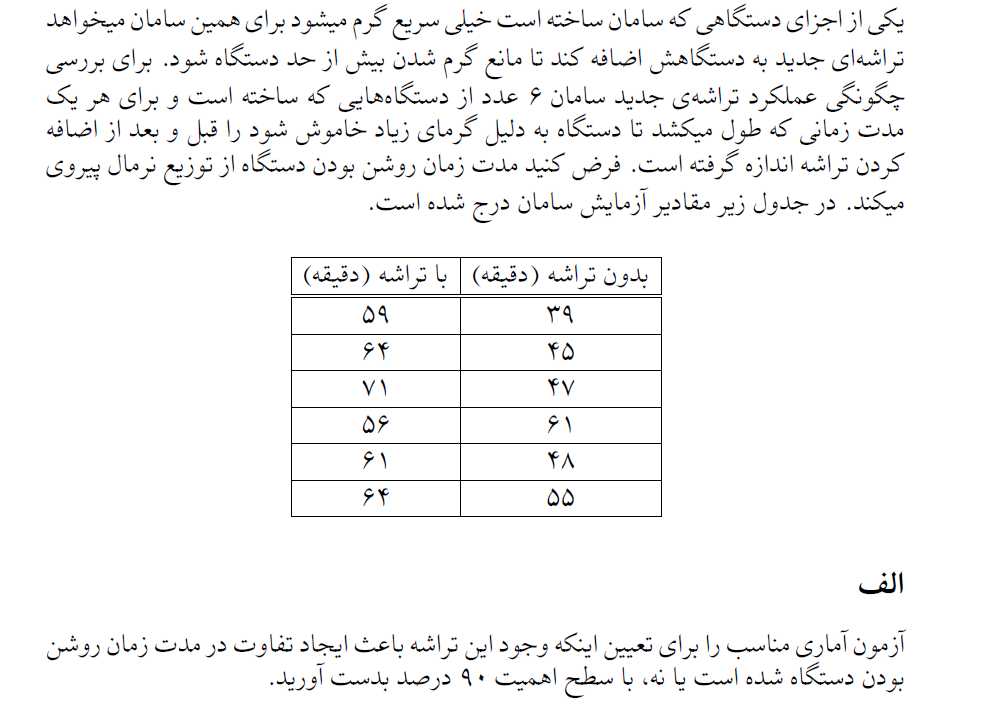 یکی از اجزای دستگاهی که سامان ساخته است خیلی سریع گرم میشود برای همین سامان میخواهد
تراشه‌ای جدید به دستگاهش اضافه کند تا مانع گرم شدن بیش از حد دستگاه شود. برای بررسی
چگونگی عملکرد تراشه‌ی جدید سامان ۶ عدد از دستگاه‌هایی که ساخته است و برای هر یک
مدت زمانی که طول میکشد تا دستگاه به دلیل گرمای زیاد خاموش شود را قبل و بعد از اضافه
کردن تراشه اندازه گرفته است. فرض کنید مدت زمان روشن بودن دستگاه از توزیع نرمال پیروی
میکند. در جدول زیر مقادیر آزمایش سامان درج شده است.
بدون تراشه (دقیقه) با تراشه (دقیقه)
۳۹ ۵۹
۴۵ ۶۴
۴۷ ۷۱
۶۱ ۵۶
۴۸ ۶۱
۵۵ ۶۴
الف
آزمون آماری مناسب را برای تعیین اینکه وجود این تراشه باعث ایجاد تفاوت در مدت زمان روشن
بودن دستگاه شده است یا نه، با سطح اهمیت ۹۰ درصد بدست آورید.